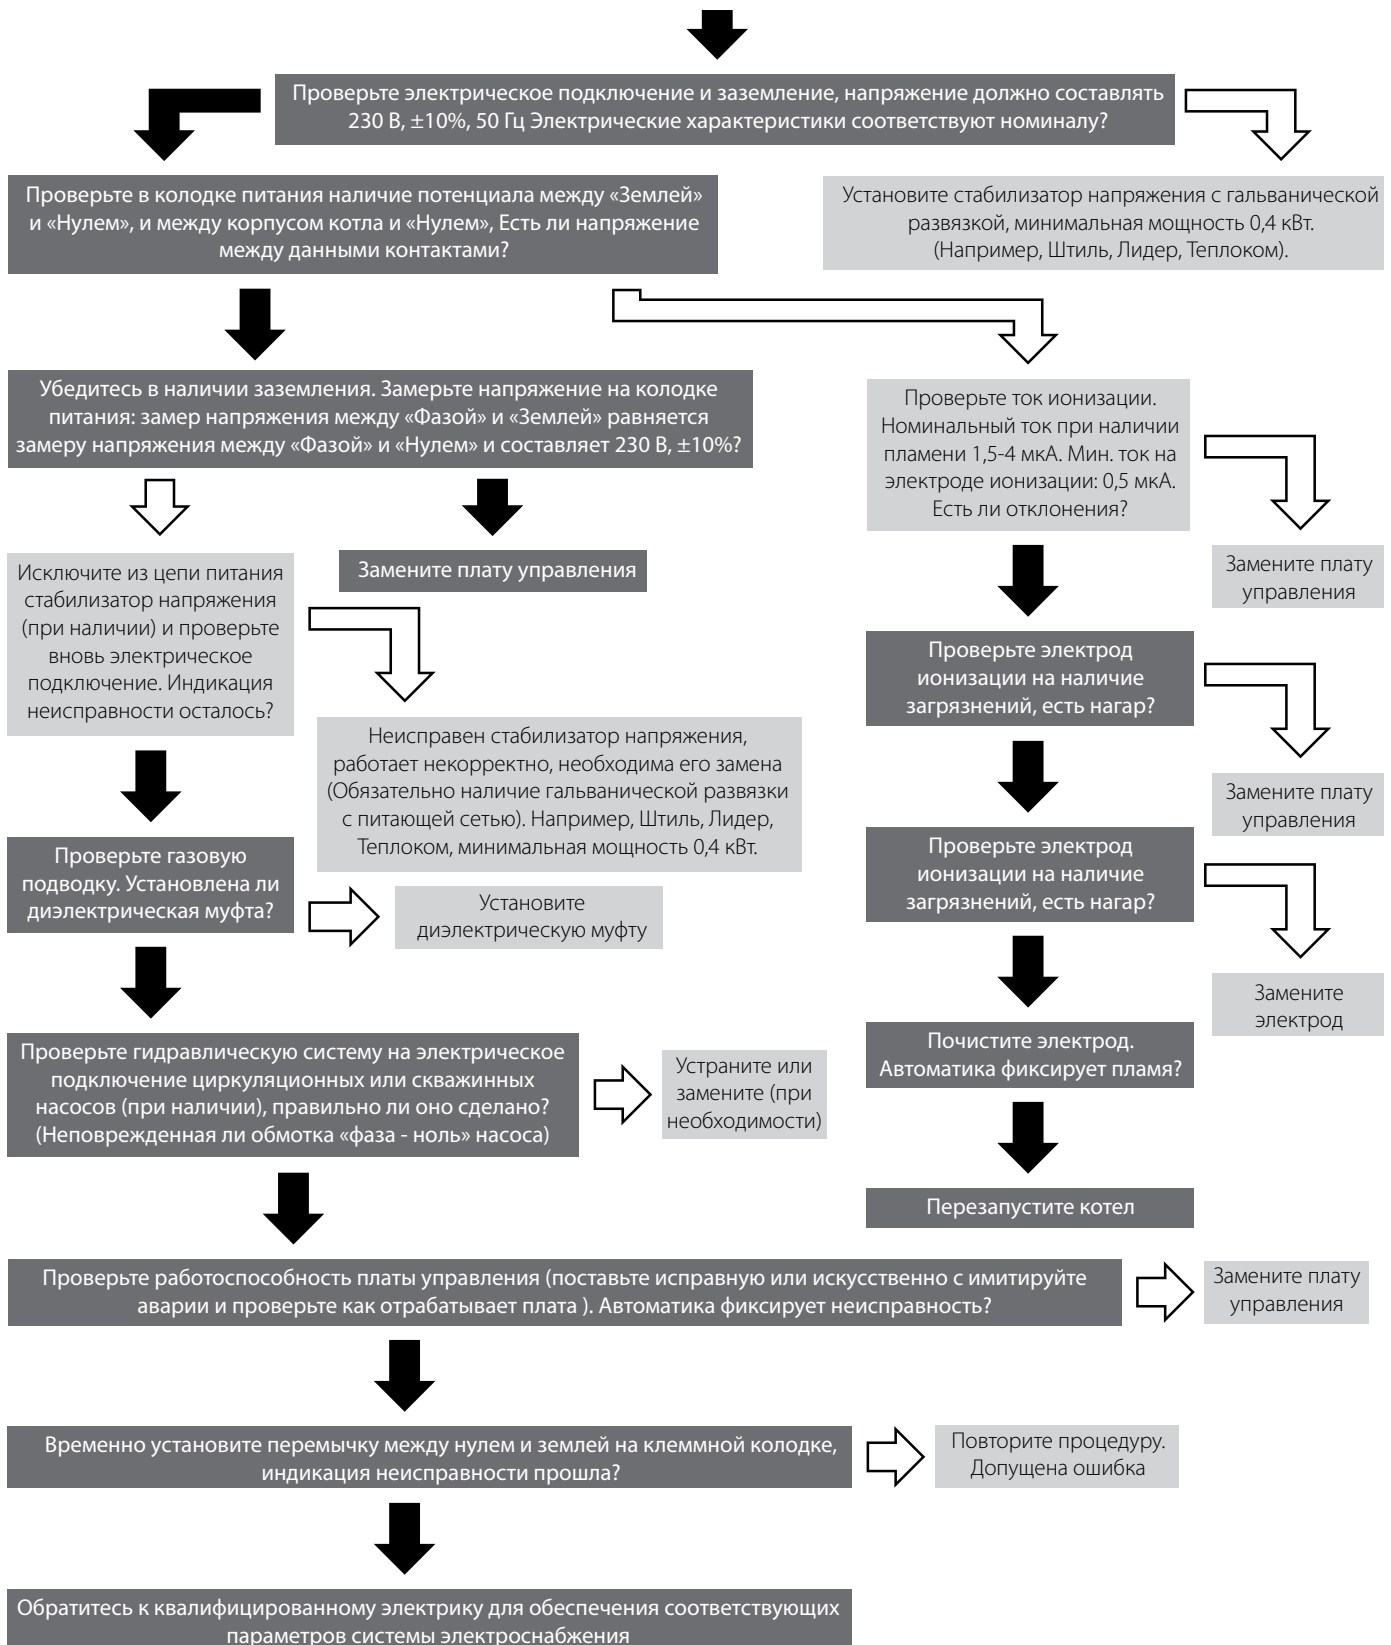 Проверьте электрическое подключение и заземление, напряжение должно составлять
230 В, ±10%, 50 Гц Электрические характеристики соответствуют номиналу?
Проверьте в колодке питания наличие потенциала между «Землей»
и «Нулем», и между корпусом котла и «Нулем», Есть ли напряжение
между данными контактами?
Установите стабилизатор напряжения с гальванической
развязкой, минимальная мощность 0,4 кВт.
(Например, Штиль, Лидер, Теплоком).
Убедитесь в наличии заземления. Замерьте напряжение на колодке
питания: замер напряжения между «Фазой» и «Землей» равняется
замеру напряжения между «Фазой» и «Нулем» и составляет 230 В, ±10%?
Проверьте ток ионизации.
Номинальный ток при наличии
пламени 1,5-4 мкА. Мин. ток на
электроде ионизации: 0,5 мкА.
Есть ли отклонения?
Исключите из цепи питания
стабилизатор напряжения
(при наличии) и проверьте
вновь электрическое
подключение. Индикация
неисправности осталось?
Замените плату управления
Замените плату
управления
Проверьте электрод
ионизации на наличие
загрязнений, есть нагар?
Неисправен стабилизатор напряжения,
работает некорректно, необходима его замена
(Обязательно наличие гальванической развязки
с питающей сетью). Например, Штиль, Лидер,
Теплоком, минимальная мощность 0,4 кВт.
Замените плату
управления
Проверьте газовую
подводку. Установлена ли
диэлектрическая муфта?
Установите
диэлектрическую муфту
Проверьте электрод
ионизации на наличие
загрязнений, есть нагар?
Замените
электрод
Проверьте гидравлическую систему на электрическое
подключение циркуляционных или скважинных
насосов (при наличии), правильно ли оно сделано?
(Неповрежденная ли обмотка «фаза - ноль» насоса)
Устраните или
замените (при
необходимости)
Почистите электрод.
Автоматика фиксирует пламя?
Перезапустите котел
Проверьте работоспособность платы управления (поставьте исправную или искусственно с имитируйте
аварии и проверьте как отрабатывает плата ). Автоматика фиксирует неисправность?
Замените плату
управления
Временно установите перемычку между нулем и землей на клеммной колодке,
индикация неисправности прошла?
Повторите процедуру.
Допущена ошибка
Обратитесь к квалифицированному электрику для обеспечения соответствующих
параметров системы электроснабжения